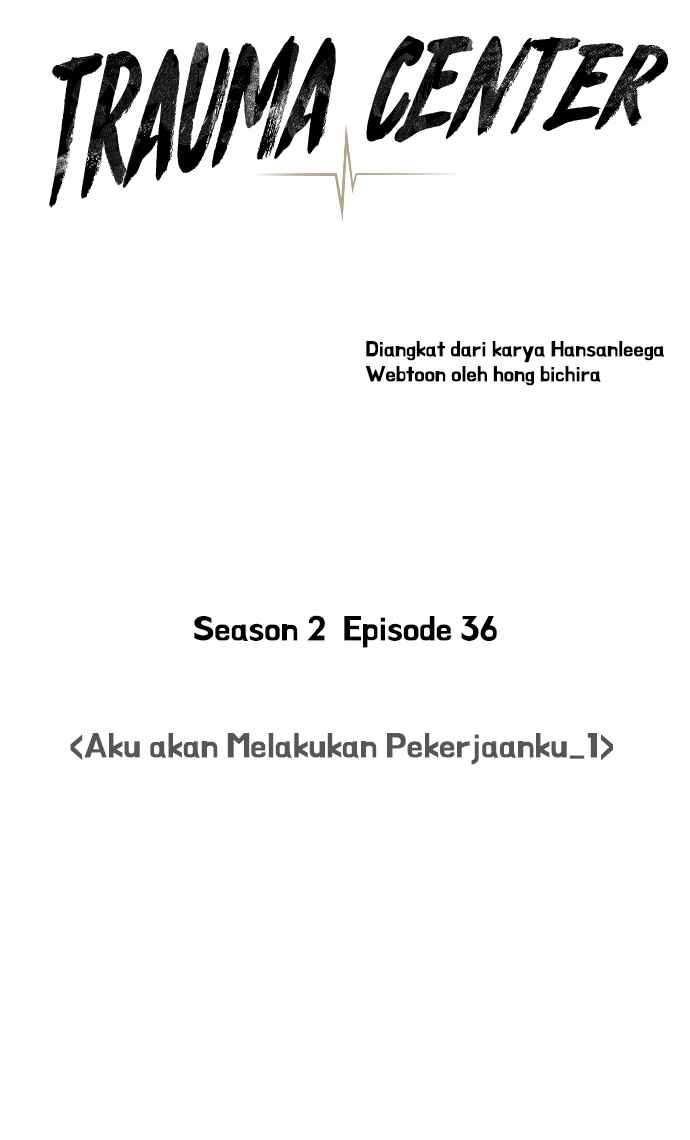 TRAUMA CENTER
Diangkat dari karya Hansanleega
Webtoon oleh hong bichira
Season 2 Episode 36
<Aku akan Melakukan Pekerjaanku_1>